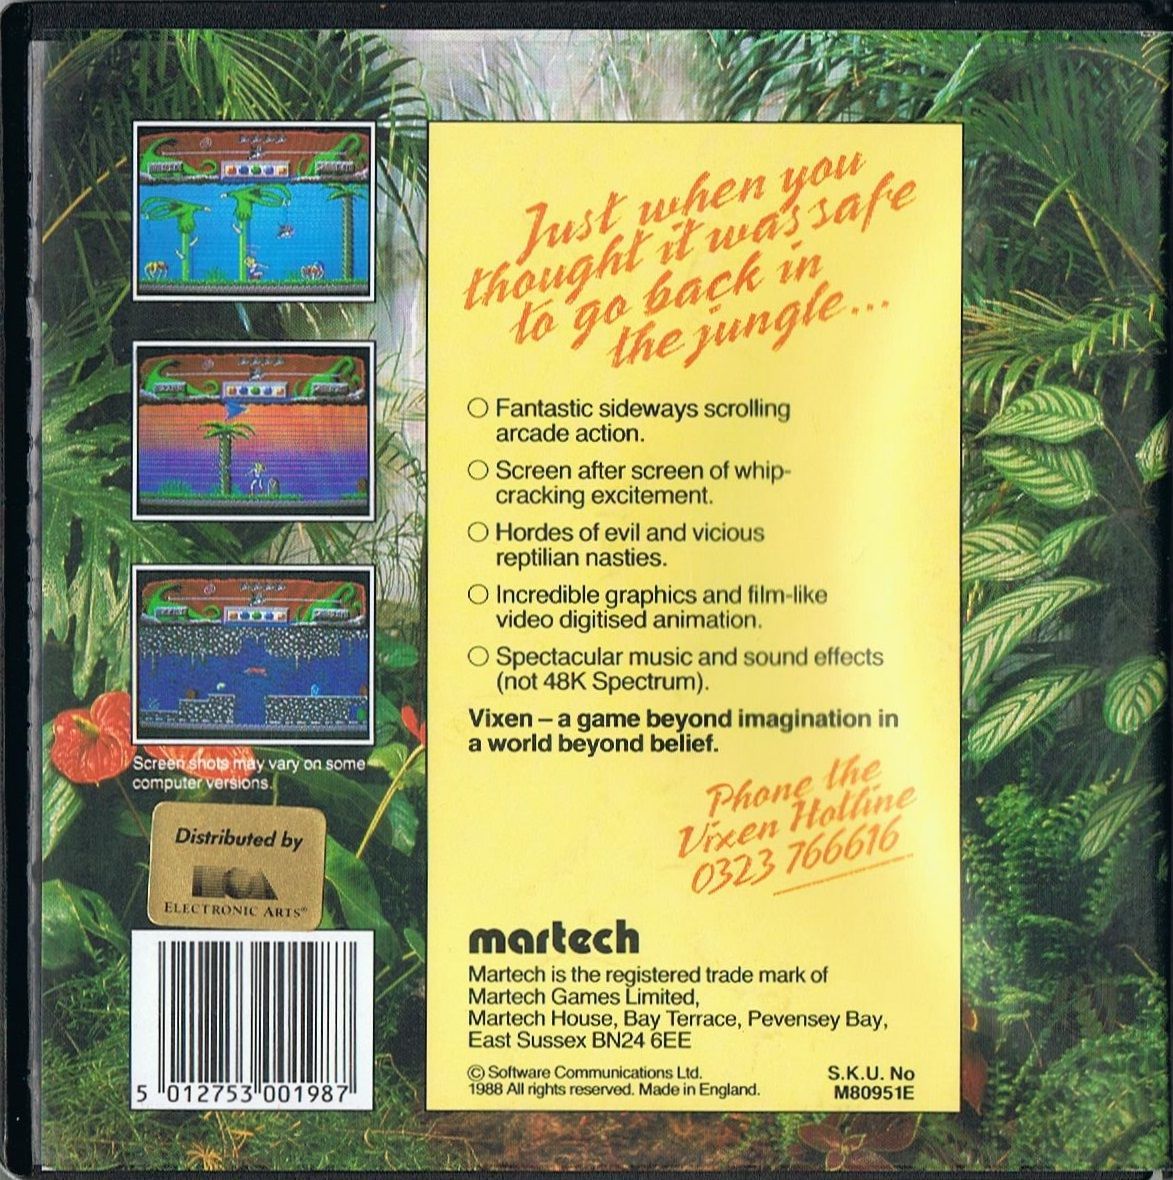 Just when you
thought it was safe
to go back in
the jungle...
○ Fantastic sideways scrolling
arcade action.
○ Screen after screen of whip-
cracking excitement.
○ Hordes of evil and vicious
reptilian nasties.
○ Incredible graphics and film-like
video digitised animation.
○ Spectacular music and sound effects
(not 48K Spectrum).
Vixen – a game beyond imagination in
a world beyond belief.
Phone the
Vixen Hotline
0323 766616
martech
Martech is the registered trade mark of
Martech Games Limited,
Martech House, Bay Terrace, Pevensey Bay,
East Sussex BN24 6EE
© Software Communications Ltd.
1988 All rights reserved. Made in England.
S.K.U. No
M80951E
Screen shots may vary on some
computer versions.
Distributed by
ELECTRONIC ARTS®
5 012753 001987